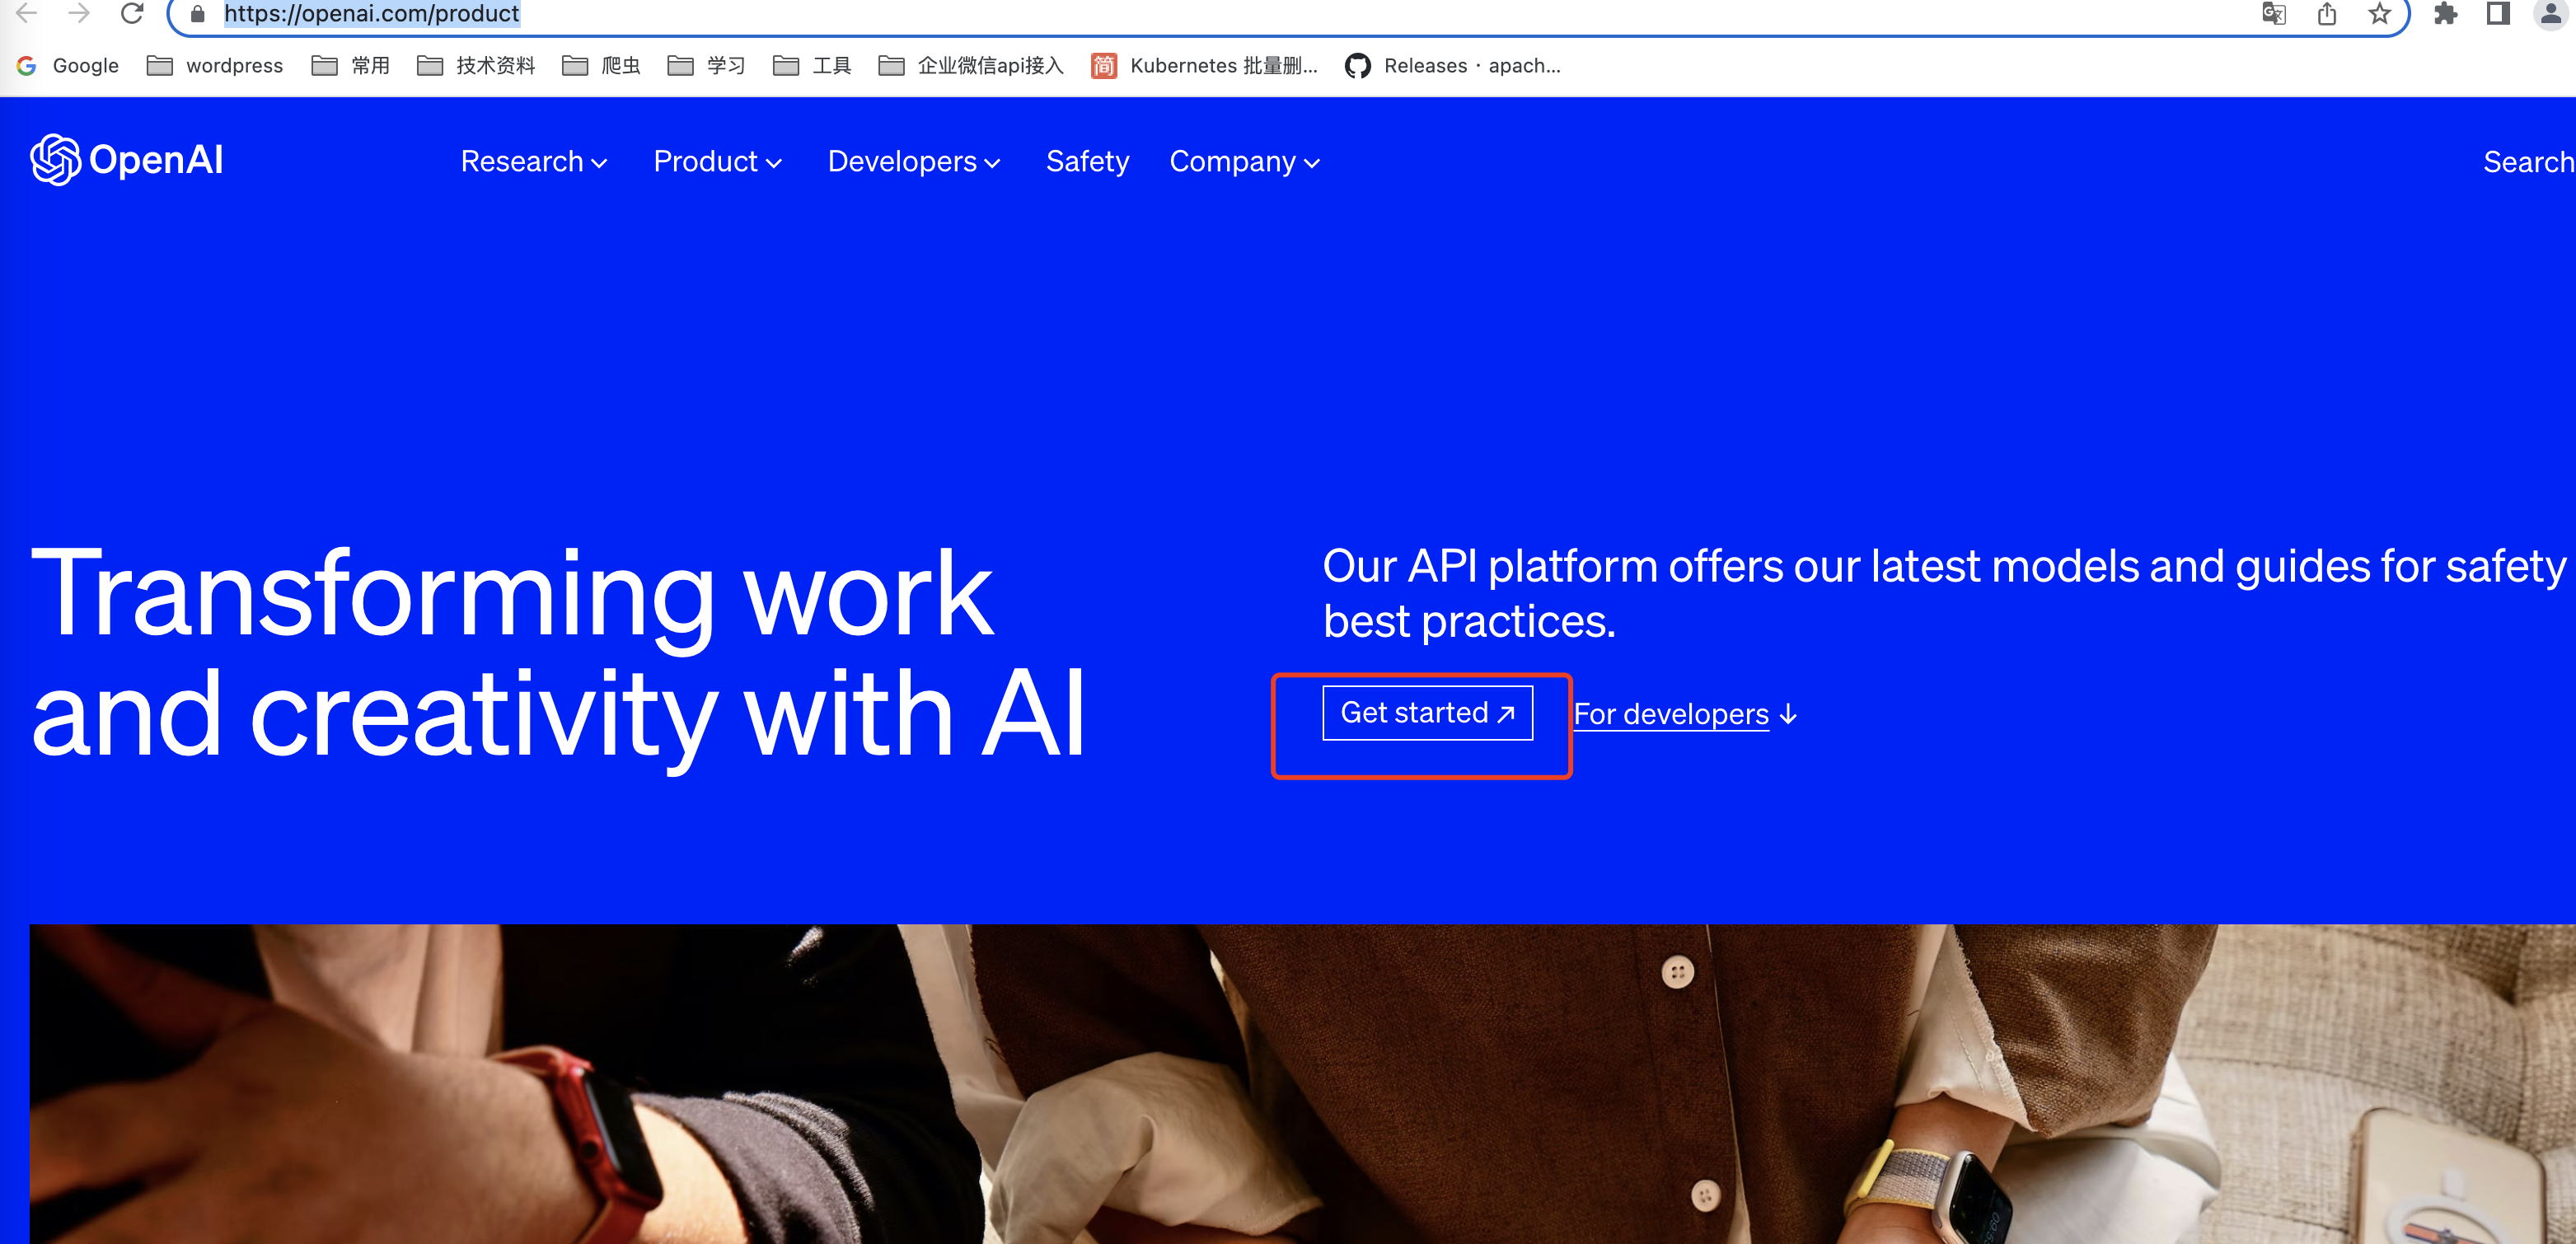 https://openai.com/product
Google wordpress 常用 技术资料 爬虫 学习 工具 企业微信api接入 简 Kubernetes 批量删... Releases · apach...
OpenAI Research Product Developers Safety Company Search
Transforming work
and creativity with AI
Our API platform offers our latest models and guides for safety
best practices.
Get started ↗ For developers ↓